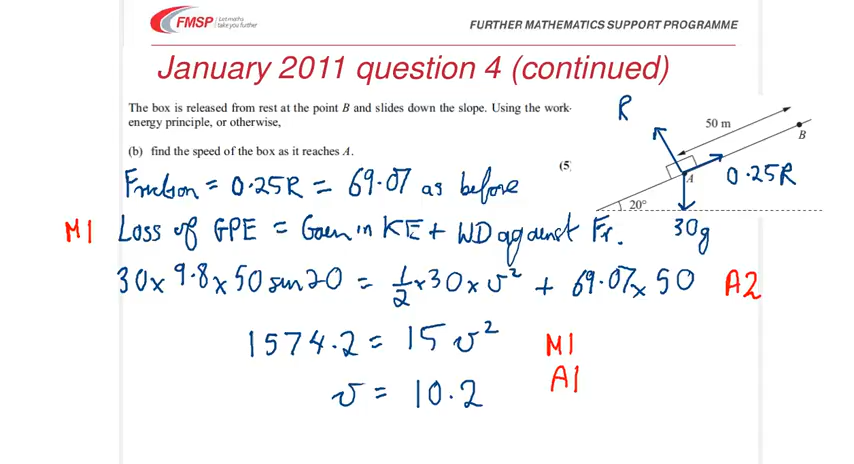 FMSP Let maths take you further
FURTHER MATHEMATICS SUPPORT PROGRAMME
January 2011 question 4 (continued)
The box is released from rest at the point B and slides down the slope. Using the work-
energy principle, or otherwise,
(b) find the speed of the box as it reaches A.
(5
R
50 m
B
A
0.25R
20°
30g
Friction = 0.25R = 69.07 as before
M1 Loss of GPE = Gain in KE + WD against Fr.
30 × 9.8 × 50 sin 20 = 1/2 × 30 × v² + 69.07 × 50 A2
1574.2 = 15 v² M1
v = 10.2 A1